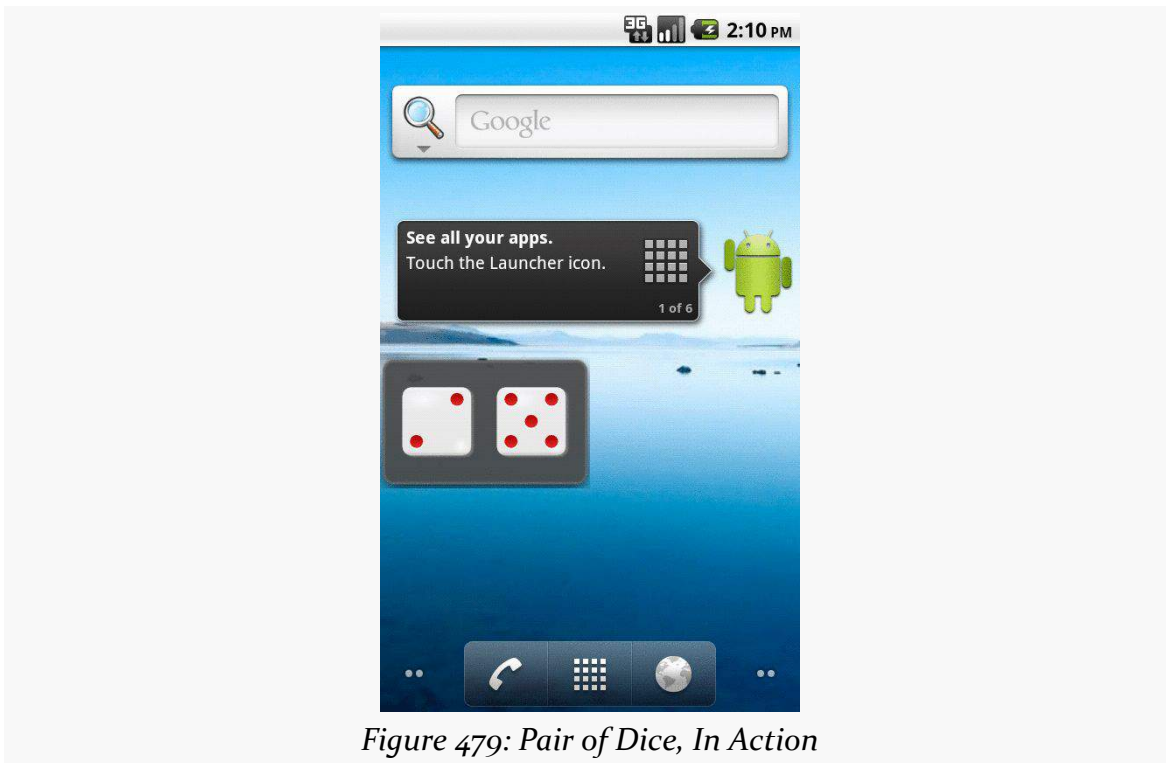 3G
2:10 PM
Google
See all your apps.
Touch the Launcher icon.
1 of 6
Figure 479: Pair of Dice, In Action